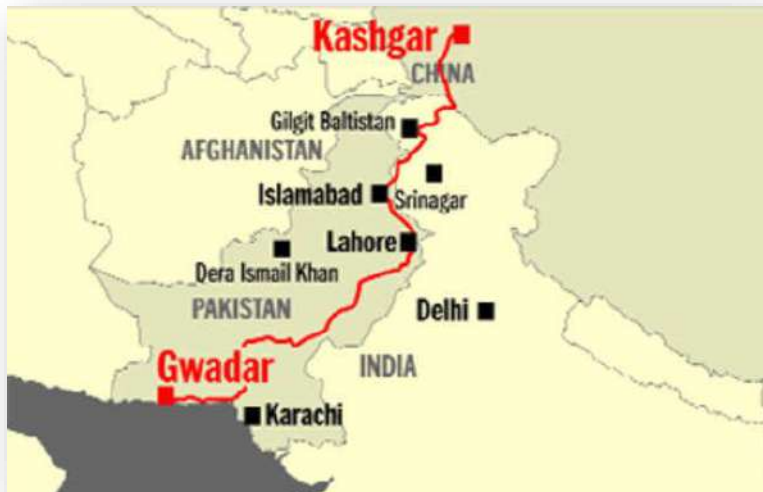 Kashgar
CHINA
Gilgit Baltistan
AFGHANISTAN
Islamabad
Srinagar
Lahore
Dera Ismail Khan
PAKISTAN
Delhi
Gwadar
INDIA
Karachi